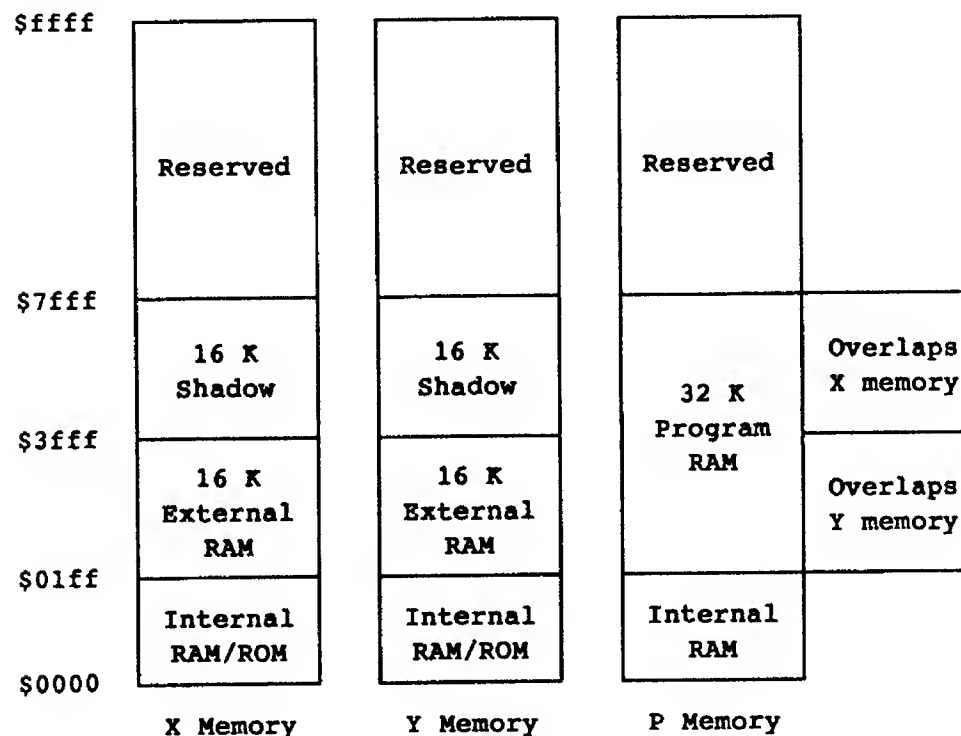 $ffff
Reserved
Reserved
Reserved
$7fff
16 K
Shadow
16 K
Shadow
32 K
Program
RAM
Overlaps
X memory
$3fff
16 K
External
RAM
16 K
External
RAM
Overlaps
Y memory
$01ff
Internal
RAM/ROM
Internal
RAM/ROM
Internal
RAM
$0000
X Memory
Y Memory
P Memory